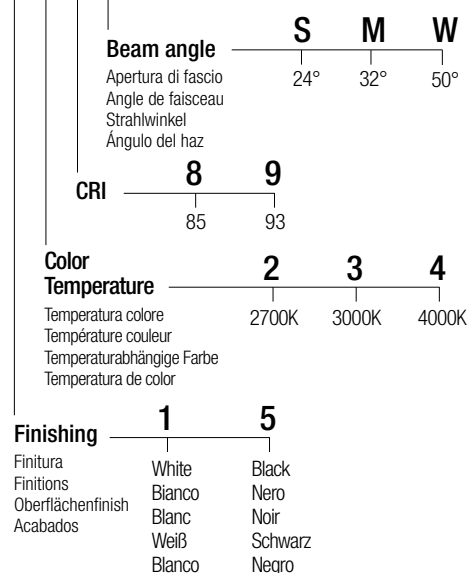 S M W
Beam angle
Apertura di fascio 24° 32° 50°
Angle de faisceau
Strahlwinkel
Ángulo del haz
8 9
CRI
85 93
Color
Temperature 2 3 4
Temperatura colore 2700K 3000K 4000K
Température couleur
Temperaturabhängige Farbe
Temperatura de color
1 5
Finishing
Finitura White Black
Finitions Bianco Nero
Oberflächenfinish Blanc Noir
Acabados Weiß Schwarz
Blanco Negro